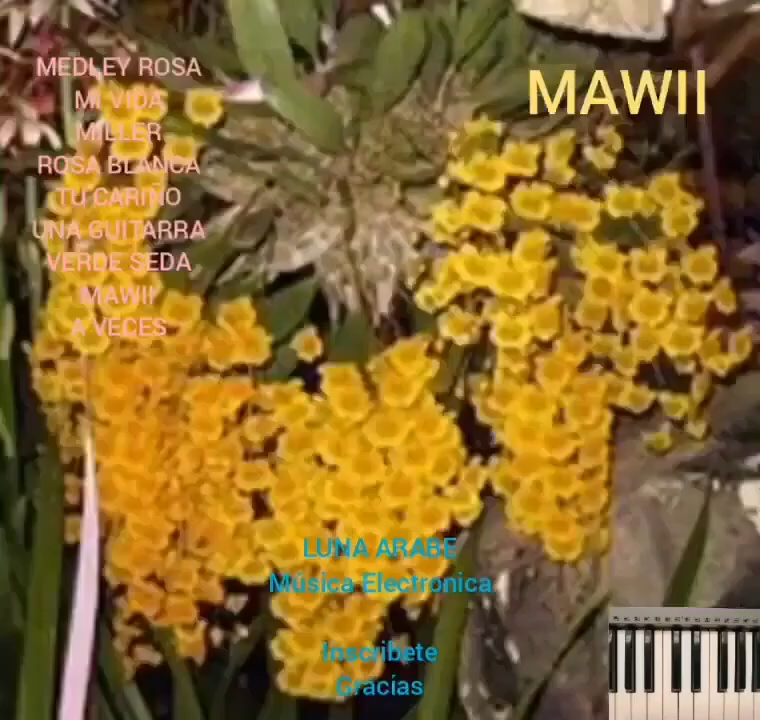 MEDLEY ROSA
MI VIDA
MILLER
ROSA BLANCA
TU CARIÑO
UNA GUITARRA
VERDE SEDA
MAWII
A VECES
MAWII
LUNA ARABE
Música Electronica
Inscribete
Gracias